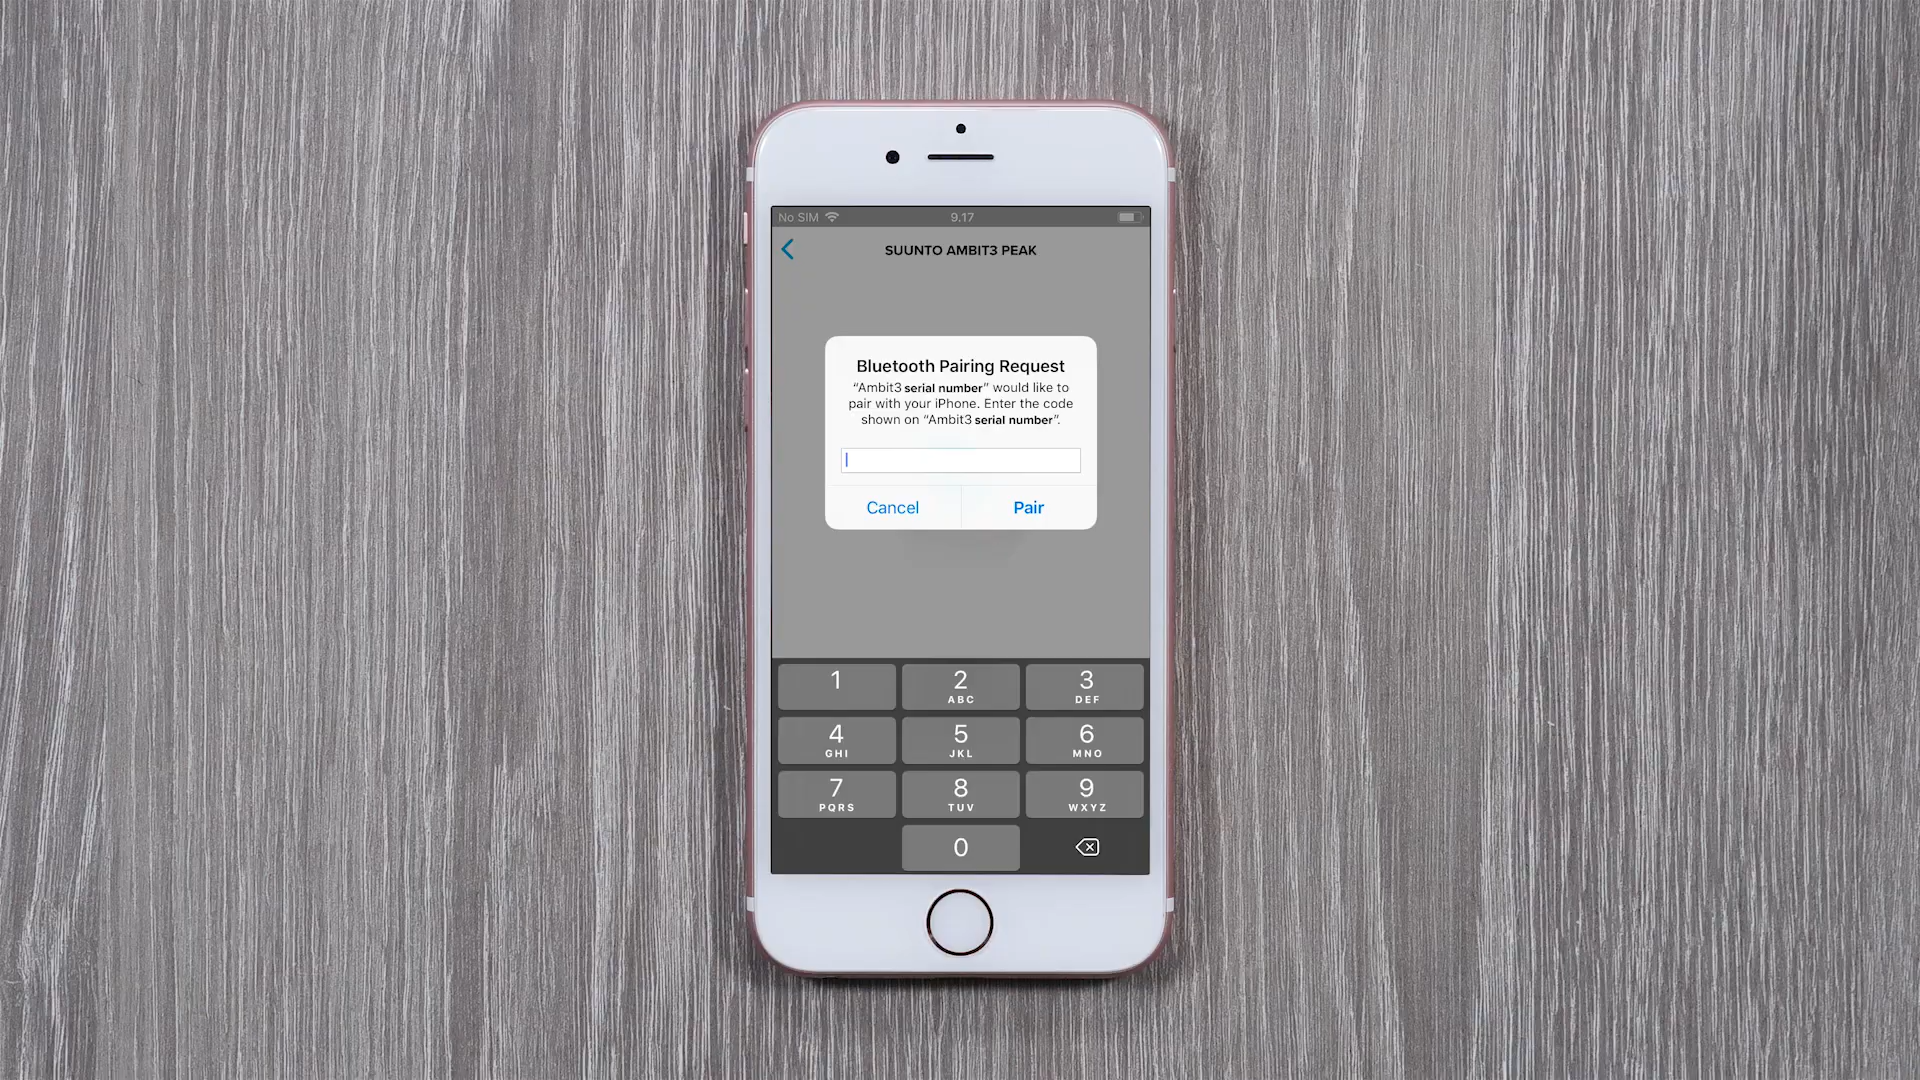 No SIM 9.17
SUUNTO AMBIT3 PEAK
Bluetooth Pairing Request
“Ambit3 serial number” would like to
pair with your iPhone. Enter the code
shown on “Ambit3 serial number”.
Cancel Pair
1 2 3
ABC DEF
4 5 6
GHI JKL MNO
7 8 9
PQRS TUV WXYZ
0